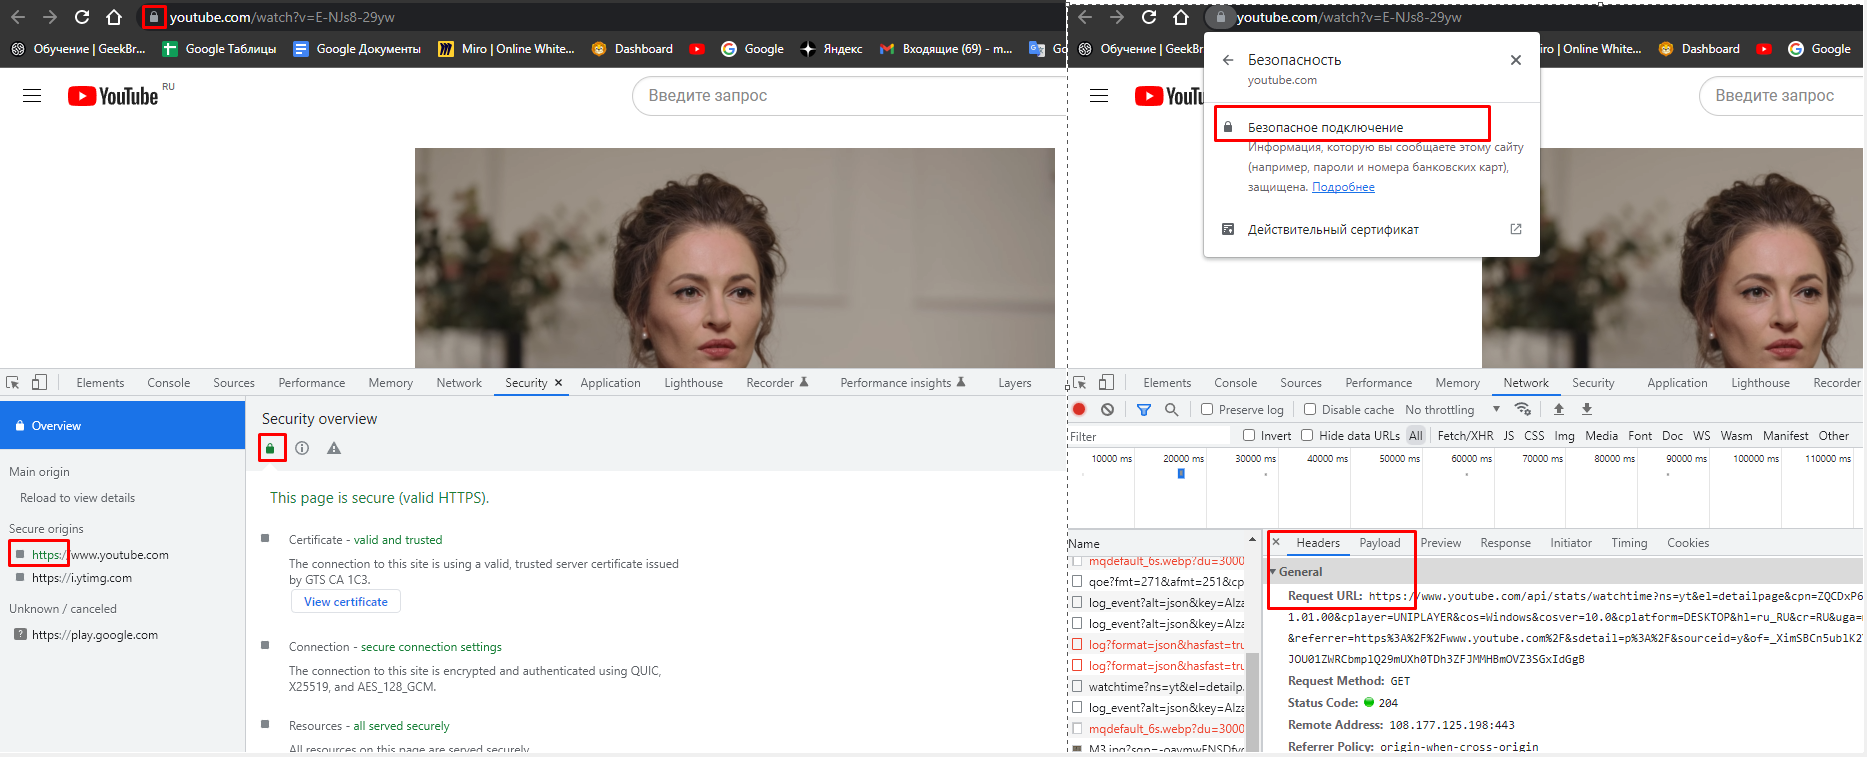 youtube.com/watch?v=E-NJs8-29yw
Обучение | GeekBr...
Google Таблицы
Google Документы
Miro | Online White...
Dashboard
Google
Яндекс
Входящие (69) – m...
Go
YouTube RU
Введите запрос
Elements Console Sources Performance Memory Network Security × Application Lighthouse Recorder Performance insights Layers
Overview
Main origin
Reload to view details
Secure origins
https://www.youtube.com
https://i.ytimg.com
Unknown / canceled
https://play.google.com
Security overview
This page is secure (valid HTTPS).
Certificate - valid and trusted
The connection to this site is using a valid, trusted server certificate issued
by GTS CA 1C3.
View certificate
Connection - secure connection settings
The connection to this site is encrypted and authenticated using QUIC,
X25519, and AES_128_GCM.
Resources - all served securely
All resources on this page are served securely.
youtube.com/watch?v=E-NJs8-29yw
Обучение | GeekBr
iro | Online White...
Dashboard
Google
YouTu
Введите запрос
Безопасность
youtube.com
Безопасное подключение
Информация, которую вы сообщаете этому сайту
(например, пароли и номера банковских карт),
защищена. Подробнее
Действительный сертификат
Elements Console Sources Performance Memory Network Security Application Lighthouse Recorder
Preserve log Disable cache No throttling
Filter Invert Hide data URLs All Fetch/XHR JS CSS Img Media Font Doc WS Wasm Manifest Other
10000 ms 20000 ms 30000 ms 40000 ms 50000 ms 60000 ms 70000 ms 80000 ms 90000 ms 100000 ms 110000 ms
Name
mqdefault_6s.webp?du=3000
qoe?fmt=271&afmt=251&cp
log_event?alt=json&key=AIza
log_event?alt=json&key=AIza
log?format=json&hasfast=tru
log?format=json&hasfast=tru
watchtime?ns=yt&el=detailp.
log_event?alt=json&key=AIza
mqdefault_6s.webp?du=3000
× Headers Payload Preview Response Initiator Timing Cookies
General
Request URL: https://www.youtube.com/api/stats/watchtime?ns=yt&el=detailpage&cpn=ZQCDxP6
1.01.00&cplayer=UNIPLAYER&cos=Windows&cosver=10.0&cplatform=DESKTOP&hl=ru_RU&cr=RU&uga=
&referrer=https%3A%2F%2Fwww.youtube.com%2F&sdetail=p%3A%2F&sourceid=y&of=_XimSBCn5ublK2
JOU01ZWRCbmplQ29mUXh0TDh3ZFJMMHBmOVZ3SGxIdGgB
Request Method: GET
Status Code: 204
Remote Address: 108.177.125.198:443
Referrer Policy: origin-when-cross-origin